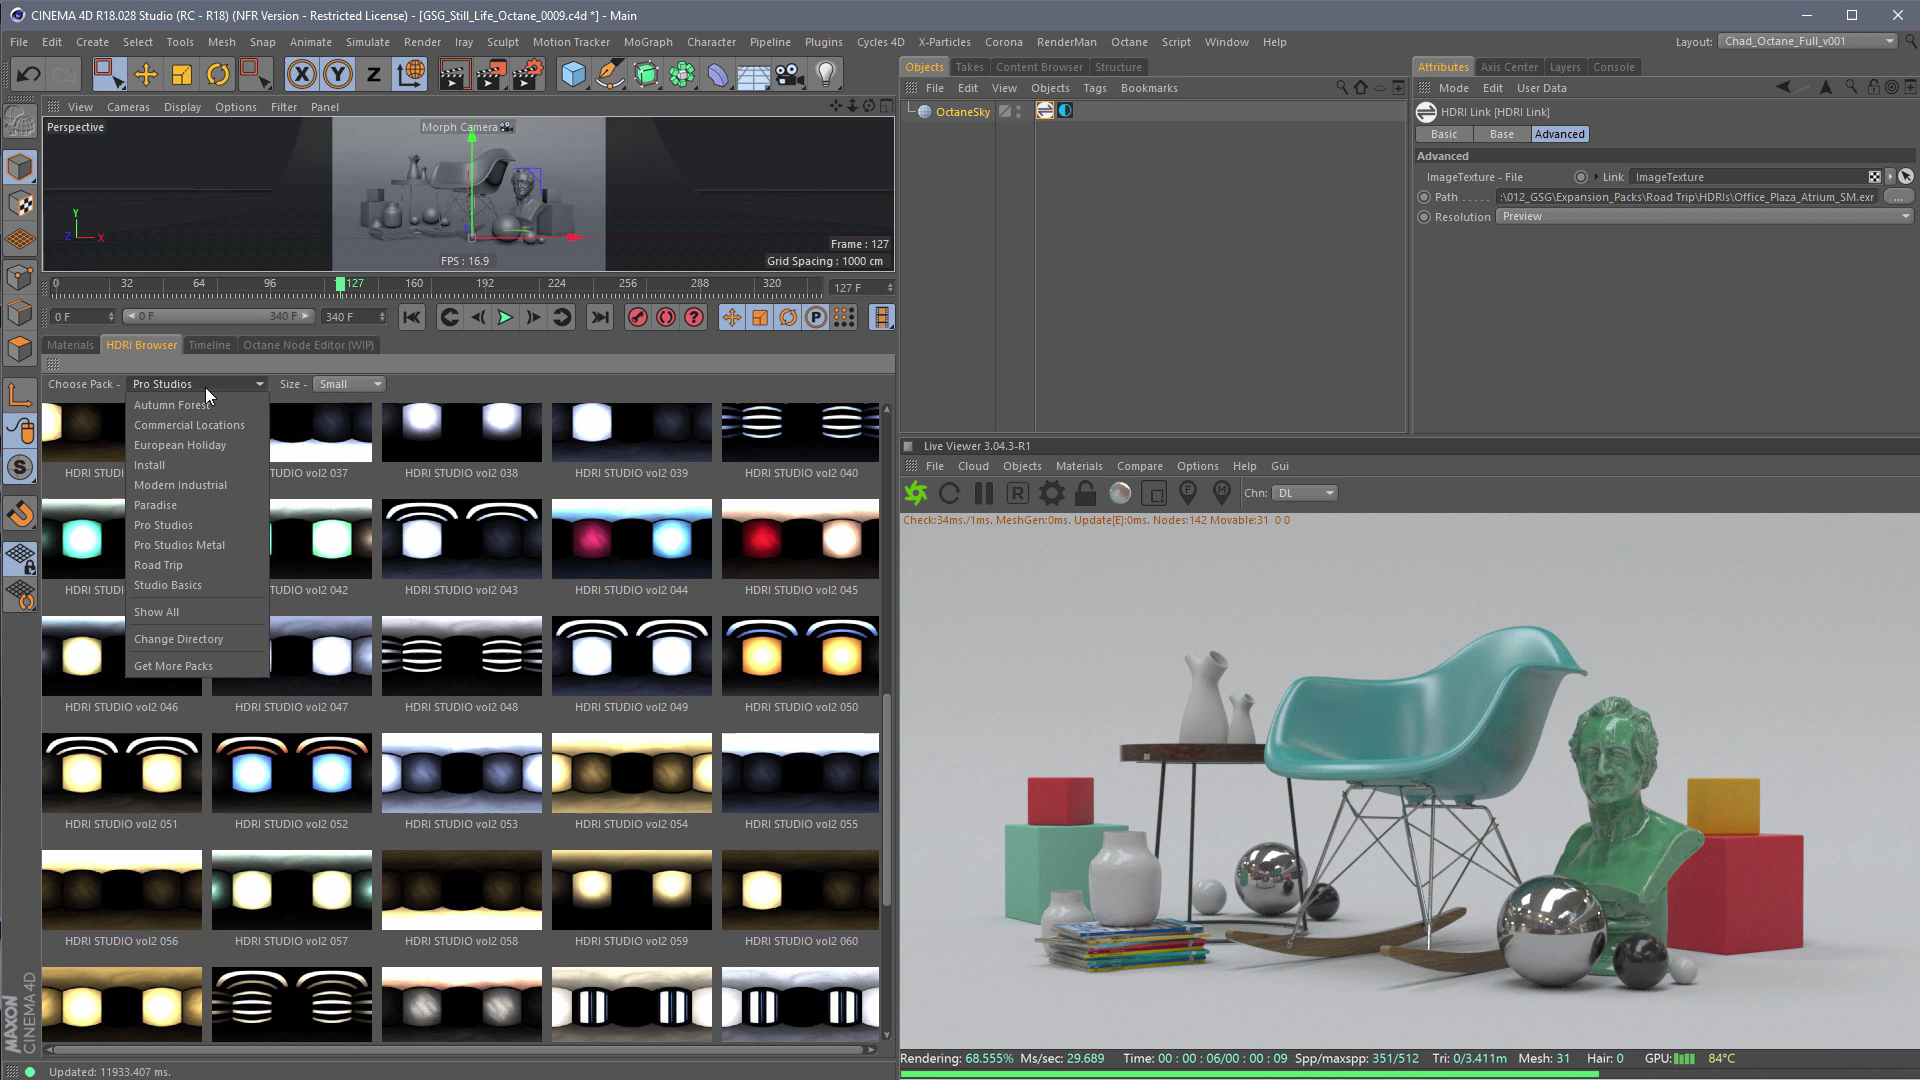 CINEMA 4D R18.028 Studio (RC - R18) (NFR Version - Restricted License) - [GSG_Still_Life_Octane_0009.c4d *] - Main
File Edit Create Select Tools Mesh Snap Animate Simulate Render Iray Sculpt Motion Tracker MoGraph Character Pipeline Plugins Cycles 4D X-Particles Corona RenderMan Octane Script Window Help
Layout: Chad_Octane_Full_v001
X Y Z
View Cameras Display Options Filter Panel
Perspective
Morph Camera
Y
Z X
Frame : 127
FPS : 16.9
Grid Spacing : 1000 cm
0 32 64 96 127 160 192 224 256 288 320
127 F
0 F 0 F 340 F 340 F
P
Materials HDRI Browser Timeline Octane Node Editor (WIP)
Choose Pack - Pro Studios Size - Small
Autumn Forest
Commercial Locations
European Holiday
Install
Modern Industrial
Paradise
Pro Studios
Pro Studios Metal
Road Trip
Studio Basics
Show All
Change Directory
Get More Packs
HDRI STUDI
TUDIO vol2 037
HDRI STUDIO vol2 038
HDRI STUDIO vol2 039
HDRI STUDIO vol2 040
HDRI STUDI
TUDIO vol2 042
HDRI STUDIO vol2 043
HDRI STUDIO vol2 044
HDRI STUDIO vol2 045
HDRI STUDIO vol2 046
HDRI STUDIO vol2 047
HDRI STUDIO vol2 048
HDRI STUDIO vol2 049
HDRI STUDIO vol2 050
HDRI STUDIO vol2 051
HDRI STUDIO vol2 052
HDRI STUDIO vol2 053
HDRI STUDIO vol2 054
HDRI STUDIO vol2 055
HDRI STUDIO vol2 056
HDRI STUDIO vol2 057
HDRI STUDIO vol2 058
HDRI STUDIO vol2 059
HDRI STUDIO vol2 060
MAXON
CINEMA 4D
Updated: 11933.407 ms.
Objects Takes Content Browser Structure
File Edit View Objects Tags Bookmarks
OctaneSky
Attributes Axis Center Layers Console
Mode Edit User Data
HDRI Link [HDRI Link]
Basic Base Advanced
Advanced
ImageTexture - File Link ImageTexture
Path . . . . . :\012_GSG\Expansion_Packs\Road Trip\HDRIs\Office_Plaza_Atrium_SM.exr ...
Resolution Preview
Live Viewer 3.04.3-R1
File Cloud Objects Materials Compare Options Help Gui
R F M Chn: DL
Check:34ms./1ms. MeshGen:0ms. Update[E]:0ms. Nodes:142 Movable:31 0 0
Rendering: 68.555% Ms/sec: 29.689 Time: 00 : 00 : 06/00 : 00 : 09 Spp/maxspp: 351/512 Tri: 0/3.411m Mesh: 31 Hair: 0 GPU: 84°C